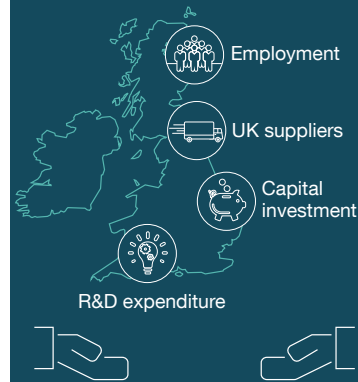 Employment
UK suppliers
Capital
investment
R&D expenditure